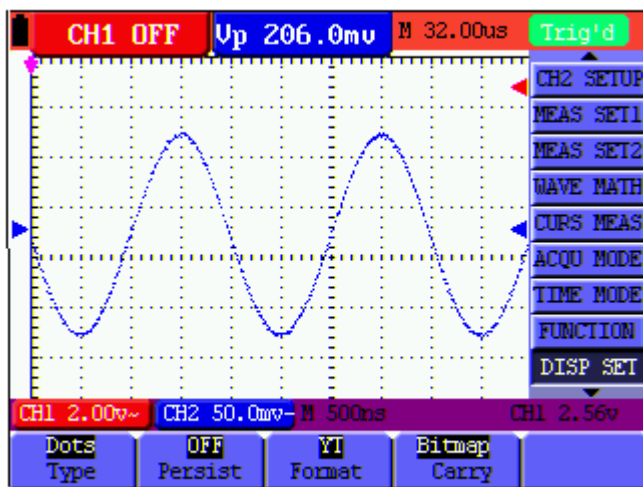 CH1 OFF Vp 206.0mv M 32.00us Trig'd
CH2 SETUP
MEAS SET1
MEAS SET2
WAVE MATH
CURS MEAS
ACQU MODE
TIME MODE
FUNCTION
DISP SET
CH1 2.00v~ CH2 50.0mv- M 500ns CH1 2.56v
Dots OFF YT Bitmap
Type Persist Format Carry